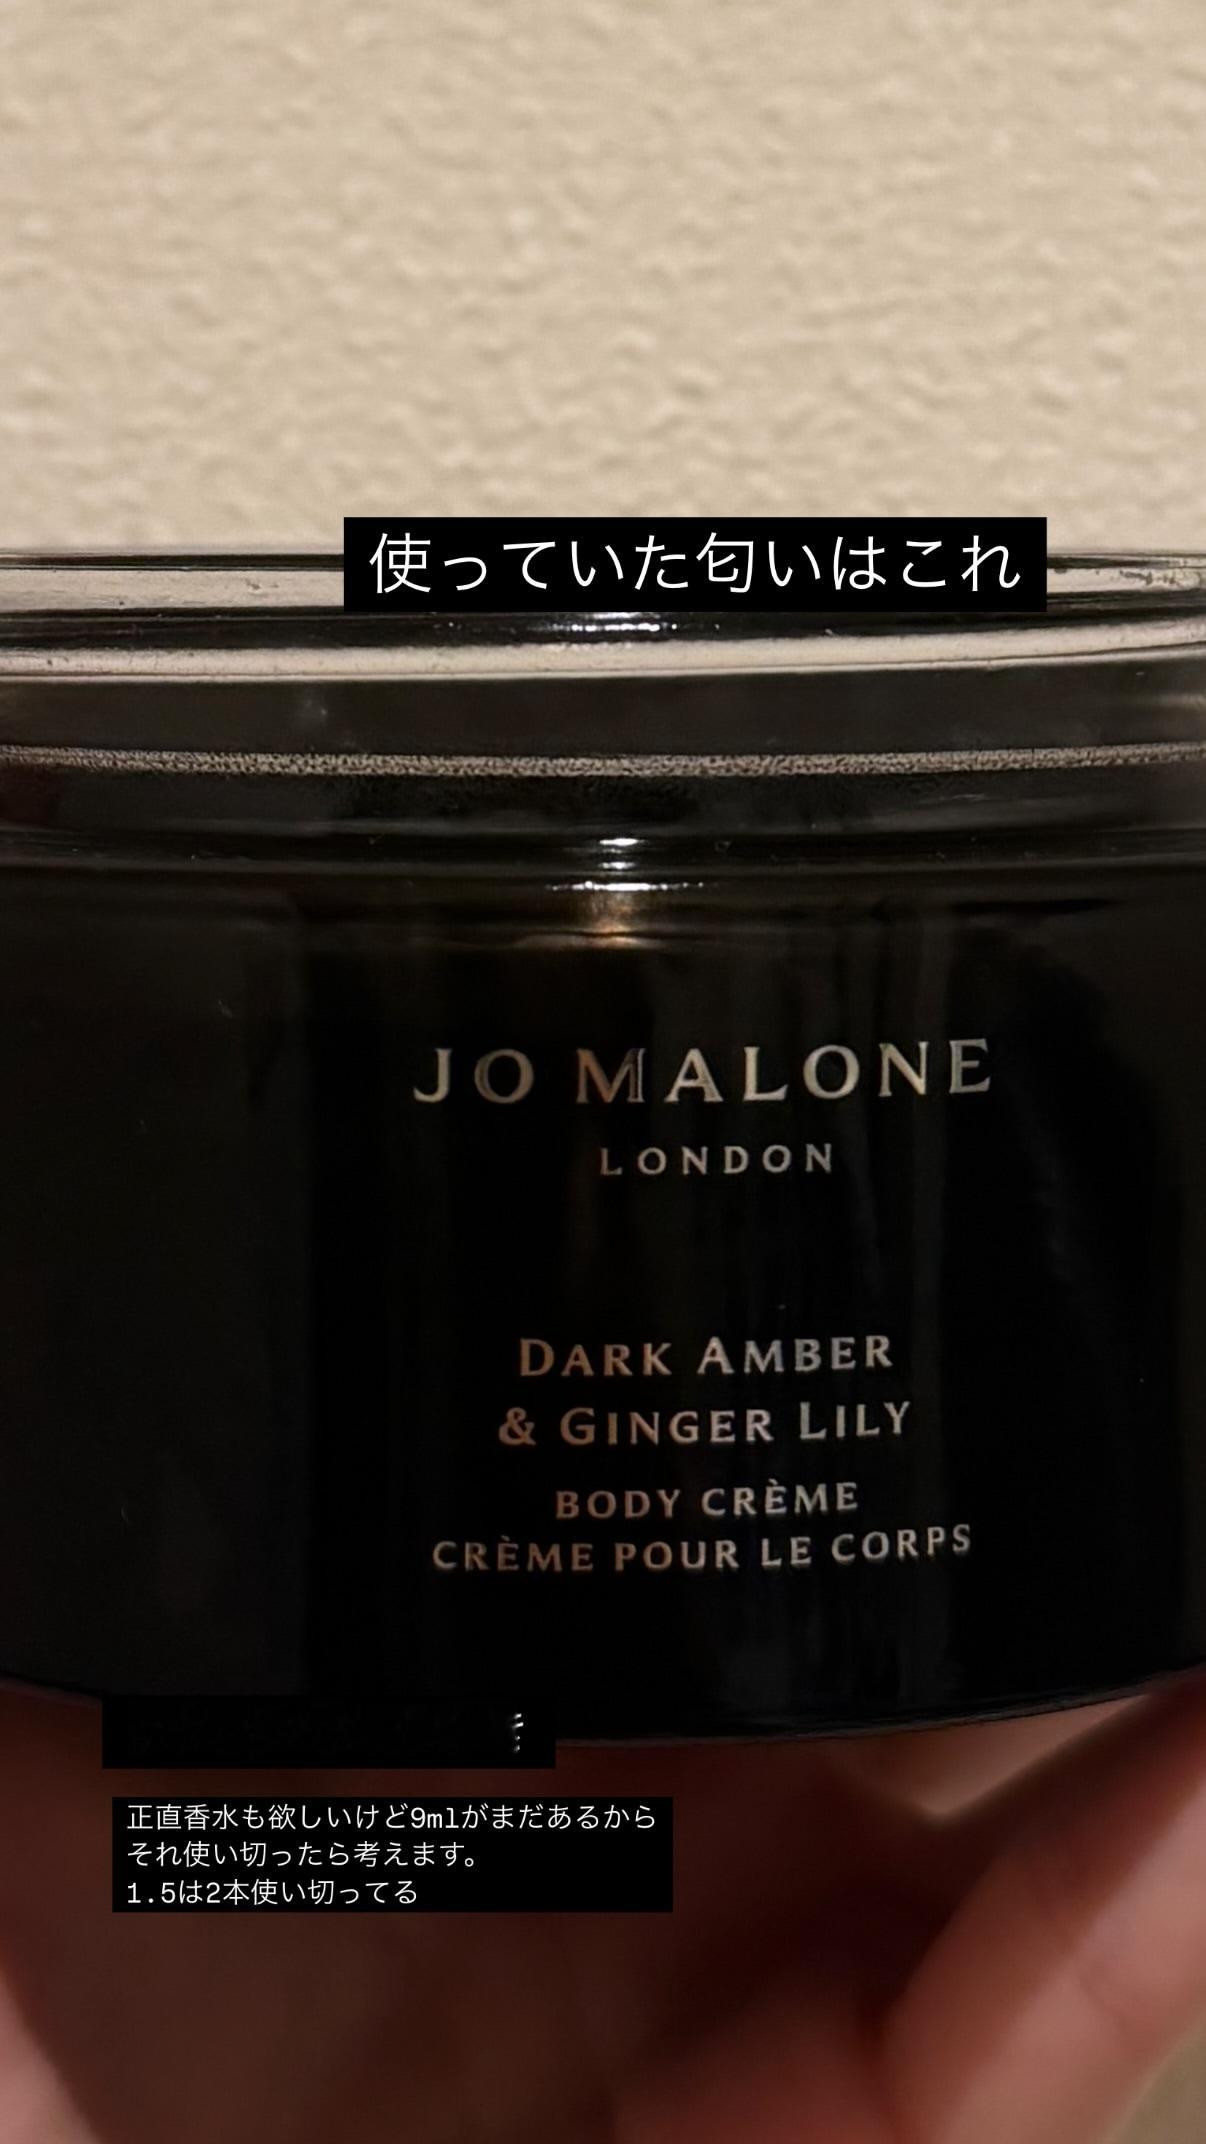 使っていた匂いはこれ
JO MALONE
LONDON
DARK AMBER
& GINGER LILY
BODY CRÈME
CRÈME POUR LE CORPS
正直香水も欲しいけど9mlがまだあるから
それ使い切ったら考えます。
1.5は2本使い切ってる